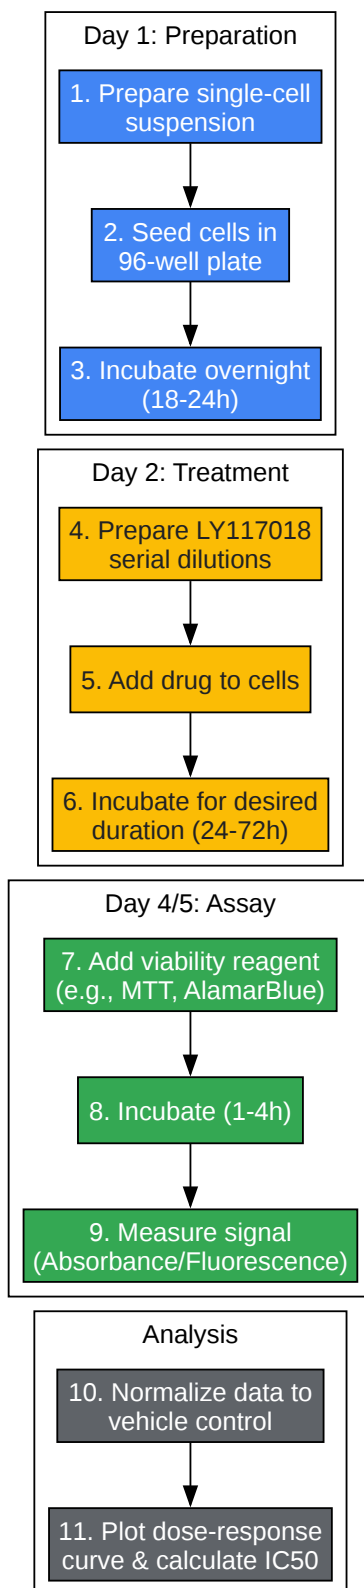 Day 1: Preparation
1. Prepare single-cell
suspension
2. Seed cells in
96-well plate
3. Incubate overnight
(18-24h)
Day 2: Treatment
4. Prepare LY117018
serial dilutions
5. Add drug to cells
6. Incubate for desired
duration (24-72h)
Day 4/5: Assay
7. Add viability reagent
(e.g., MTT, AlamarBlue)
8. Incubate (1-4h)
9. Measure signal
(Absorbance/Fluorescence)
Analysis
10. Normalize data to
vehicle control
11. Plot dose-response
curve & calculate IC50